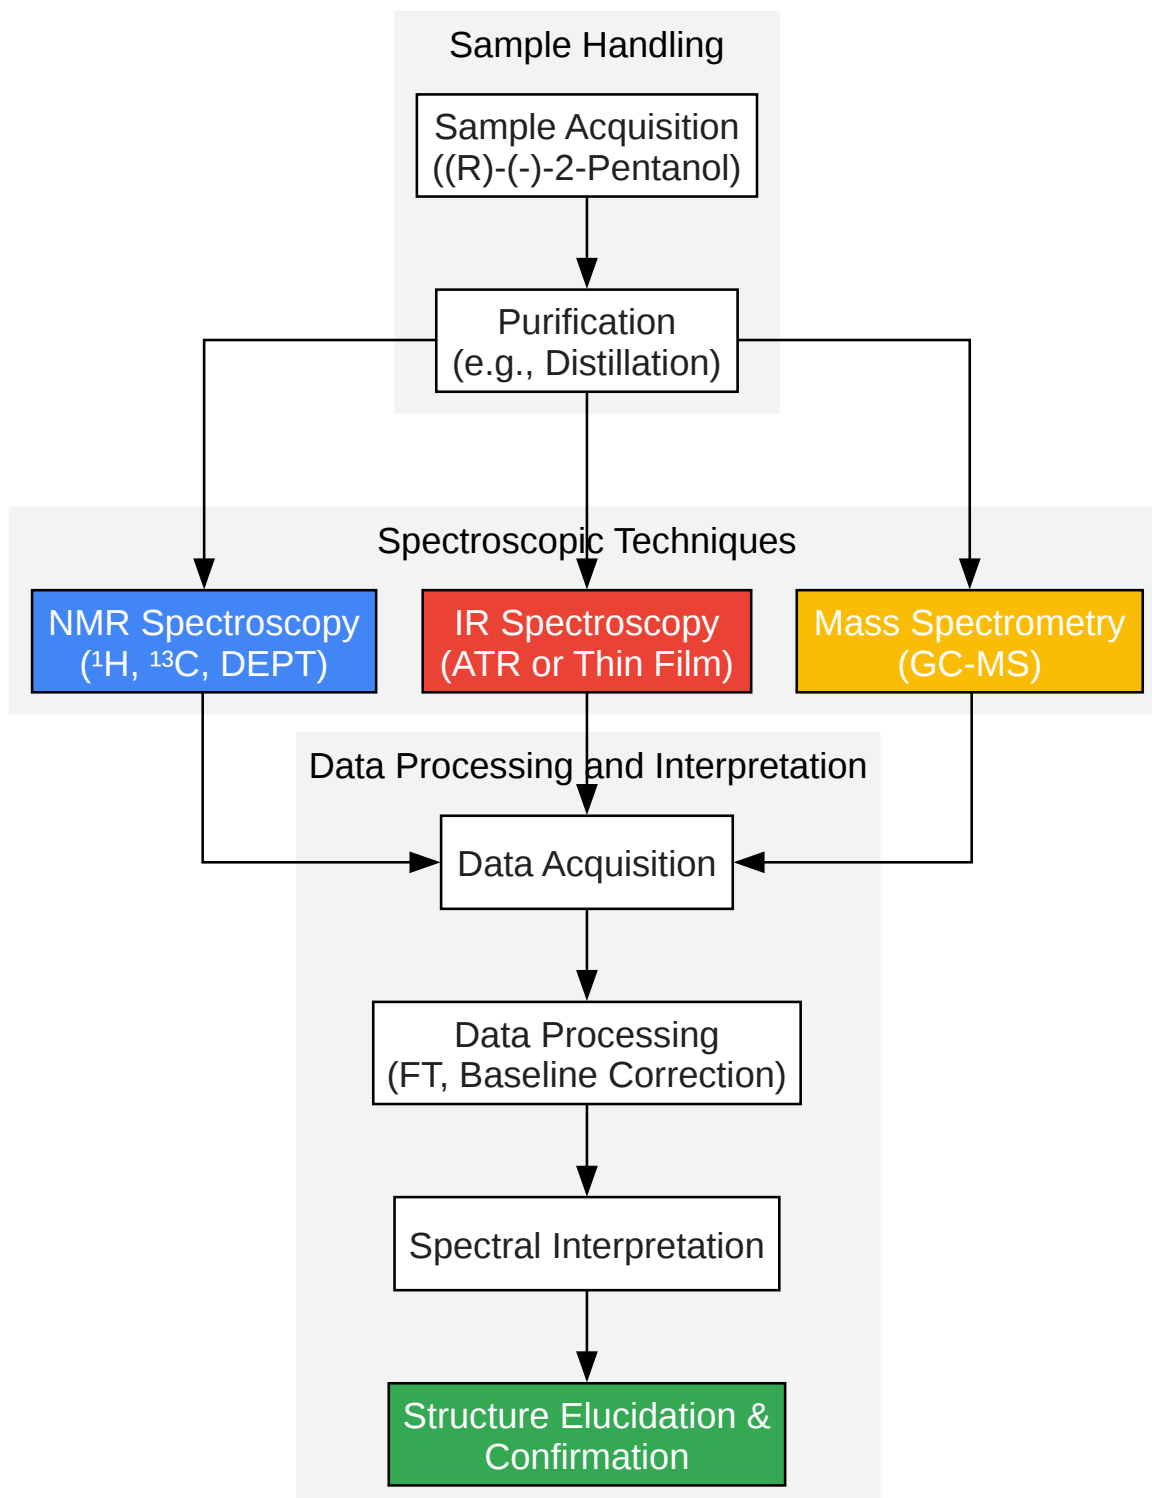 Sample Handling
Sample Acquisition
((R)-(-)-2-Pentanol)
Purification
(e.g., Distillation)
Spectroscopic Techniques
NMR Spectroscopy
(¹H, ¹³C, DEPT)
IR Spectroscopy
(ATR or Thin Film)
Mass Spectrometry
(GC-MS)
Data Processing and Interpretation
Data Acquisition
Data Processing
(FT, Baseline Correction)
Spectral Interpretation
Structure Elucidation &
Confirmation